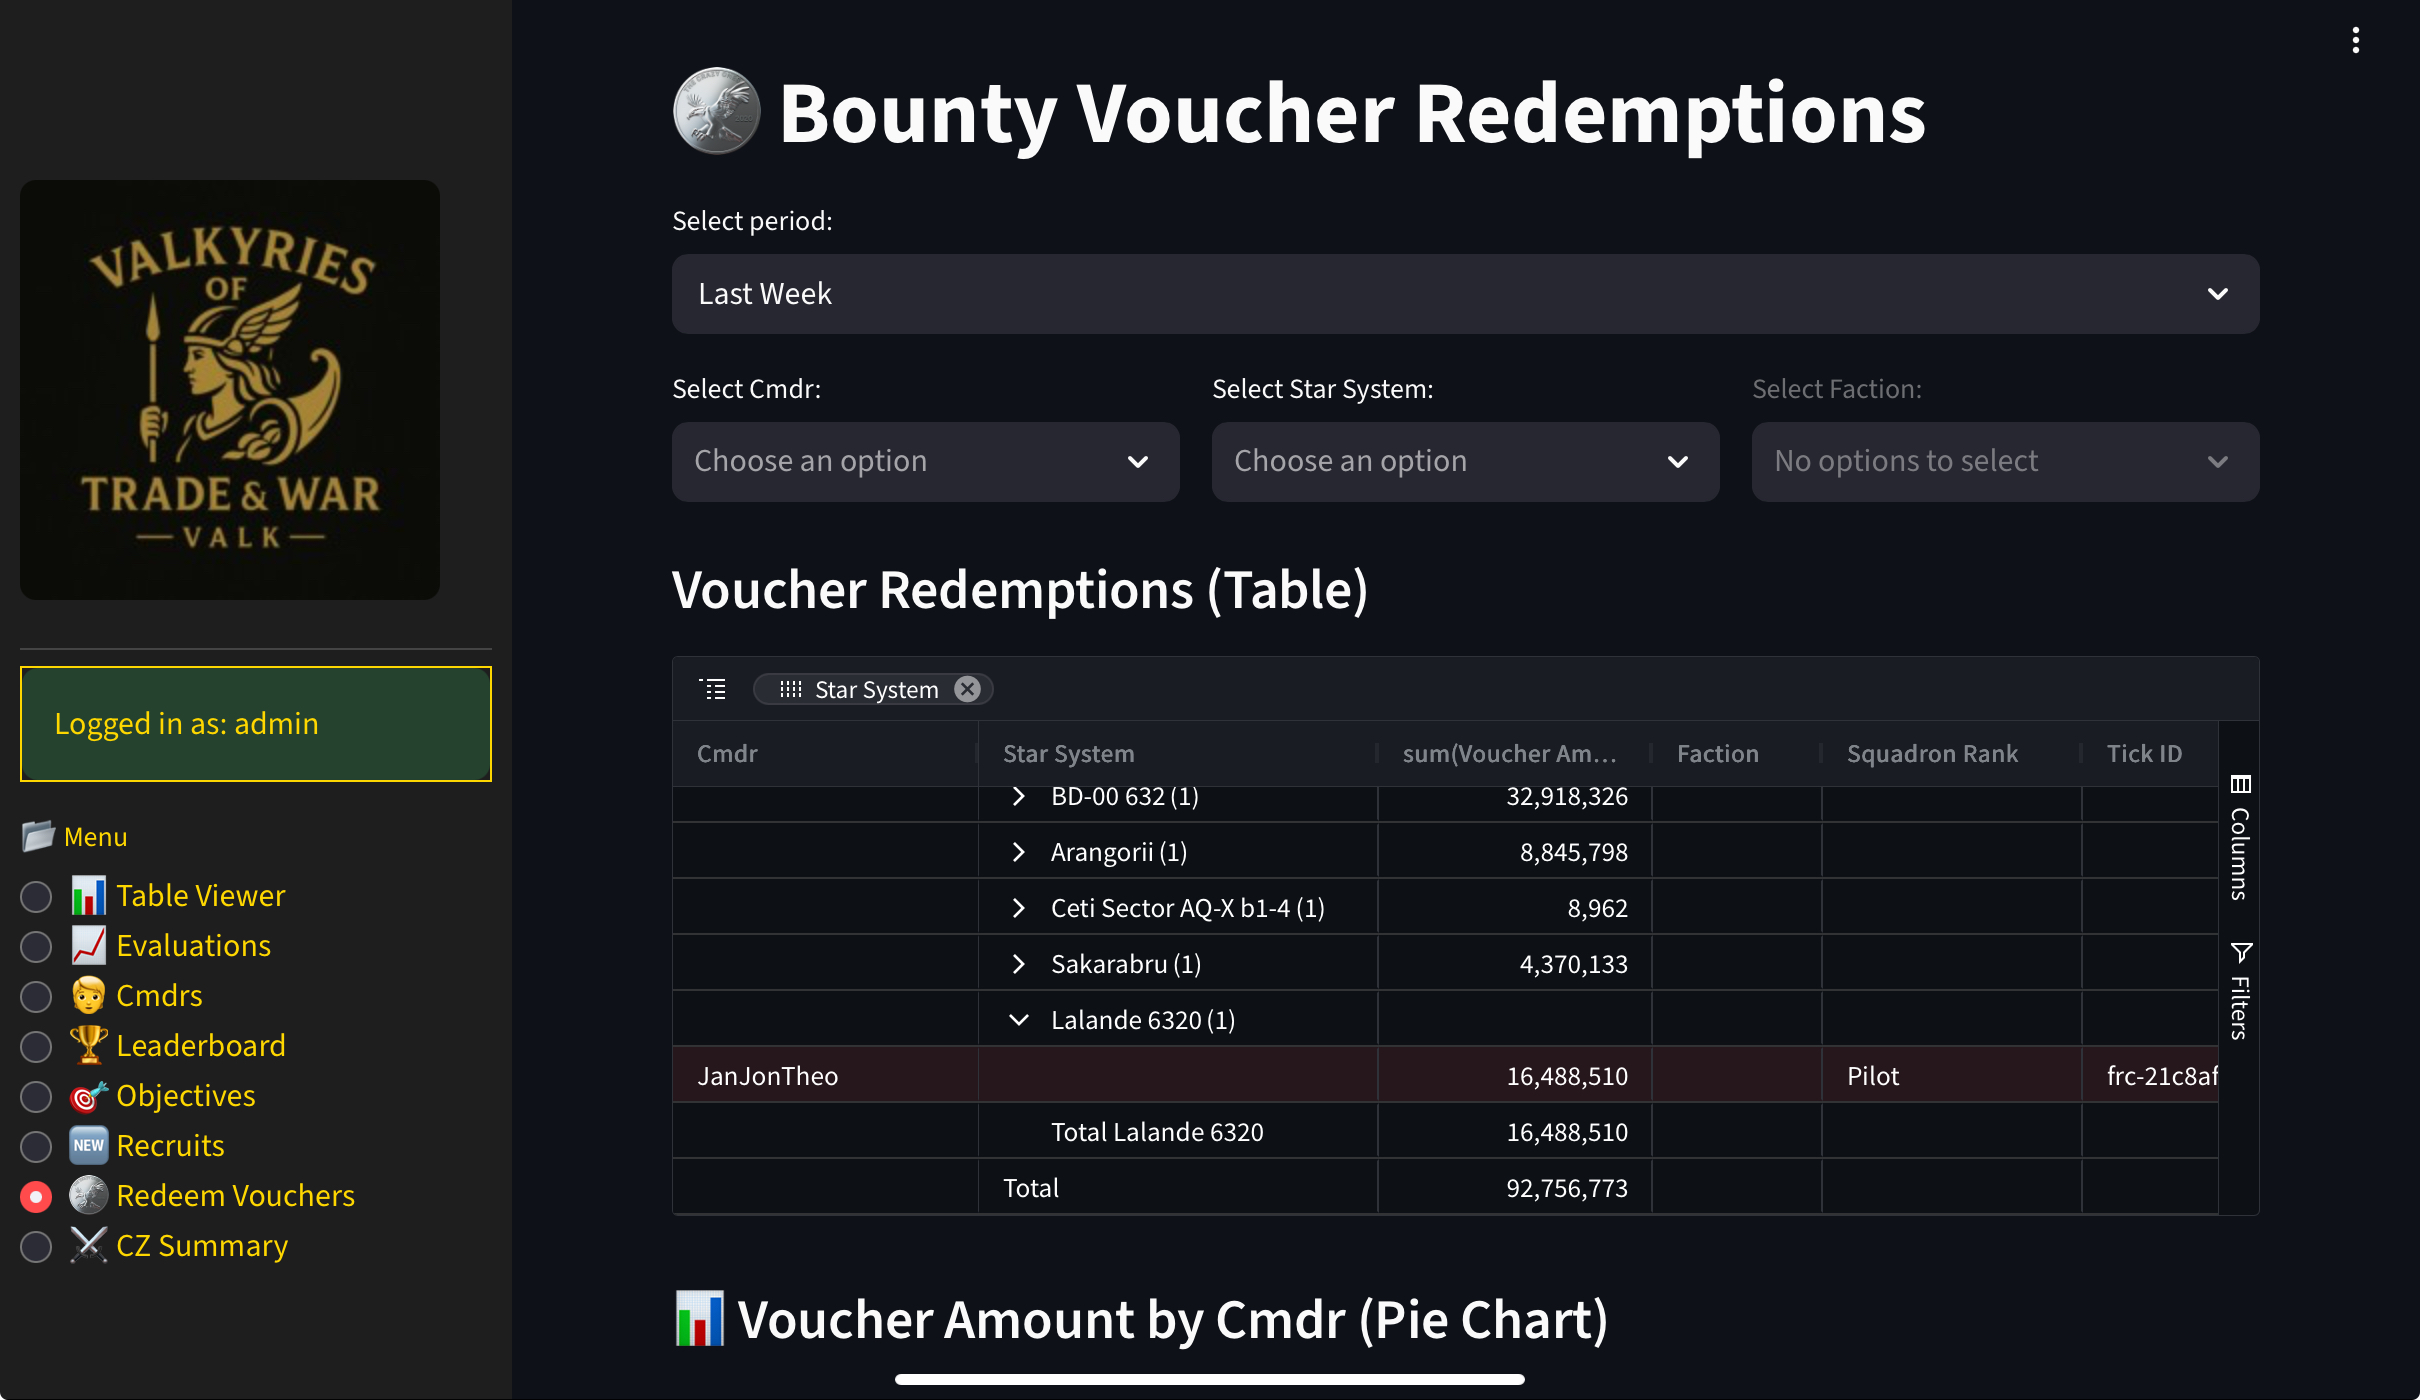 VALKYRIES
OF
TRADE & WAR
VALK
Logged in as: admin
Menu
Table Viewer
Evaluations
Cmdrs
Leaderboard
Objectives
NEW Recruits
Redeem Vouchers
CZ Summary
Bounty Voucher Redemptions
Select period:
Last Week
Select Cmdr: Select Star System: Select Faction:
Choose an option Choose an option No options to select
Voucher Redemptions (Table)
Star System
Cmdr Star System sum(Voucher Am... Faction Squadron Rank Tick ID
BD-00 632 (1) 32,918,326
Arangorii (1) 8,845,798
Ceti Sector AQ-X b1-4 (1) 8,962
Sakarabru (1) 4,370,133
Lalande 6320 (1)
JanJonTheo 16,488,510 Pilot frc-21c8af
Total Lalande 6320 16,488,510
Total 92,756,773
Columns
Filters
Voucher Amount by Cmdr (Pie Chart)